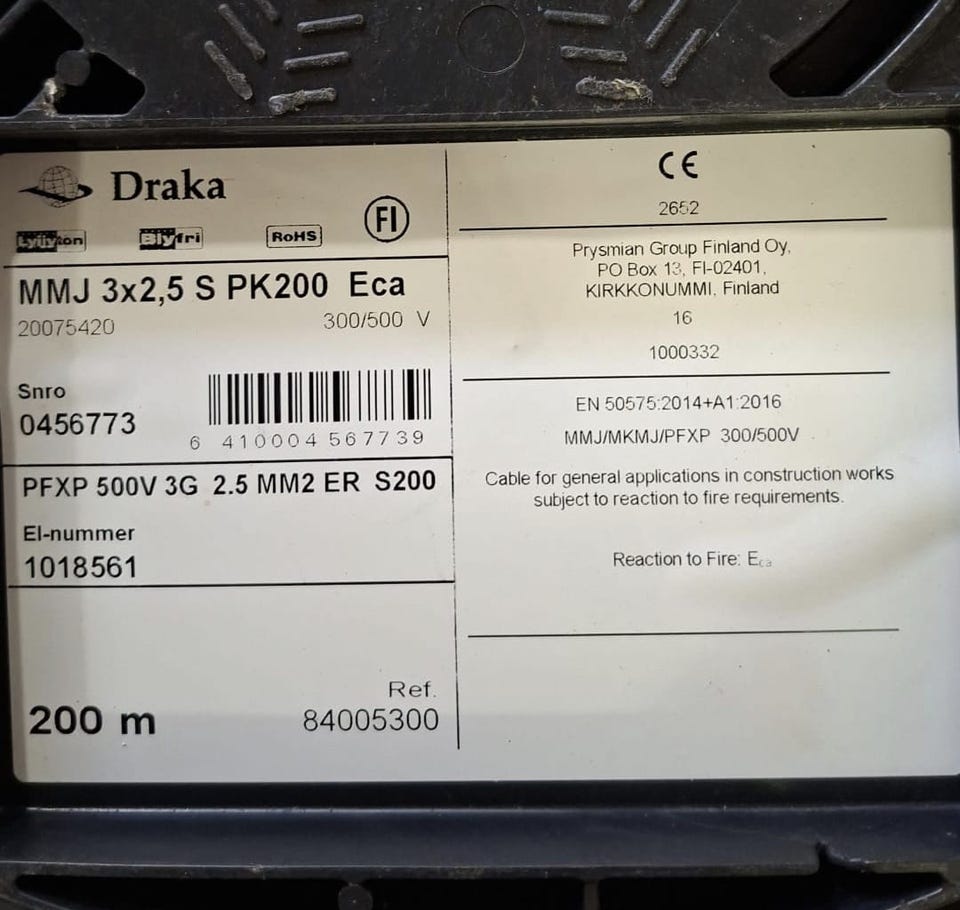 Draka
Lyijytön
Blyfri
RoHS
FI
MMJ 3x2,5 S PK200 Eca
20075420
300/500 V
Snro
0456773
6 410004 567739
PFXP 500V 3G 2.5 MM2 ER S200
El-nummer
1018561
200 m
Ref.
84005300
CE
2652
Prysmian Group Finland Oy,
PO Box 13, FI-02401,
KIRKKONUMMI, Finland
16
1000332
EN 50575:2014+A1:2016
MMJ/MKMJ/PFXP 300/500V
Cable for general applications in construction works
subject to reaction to fire requirements.
Reaction to Fire: Eca